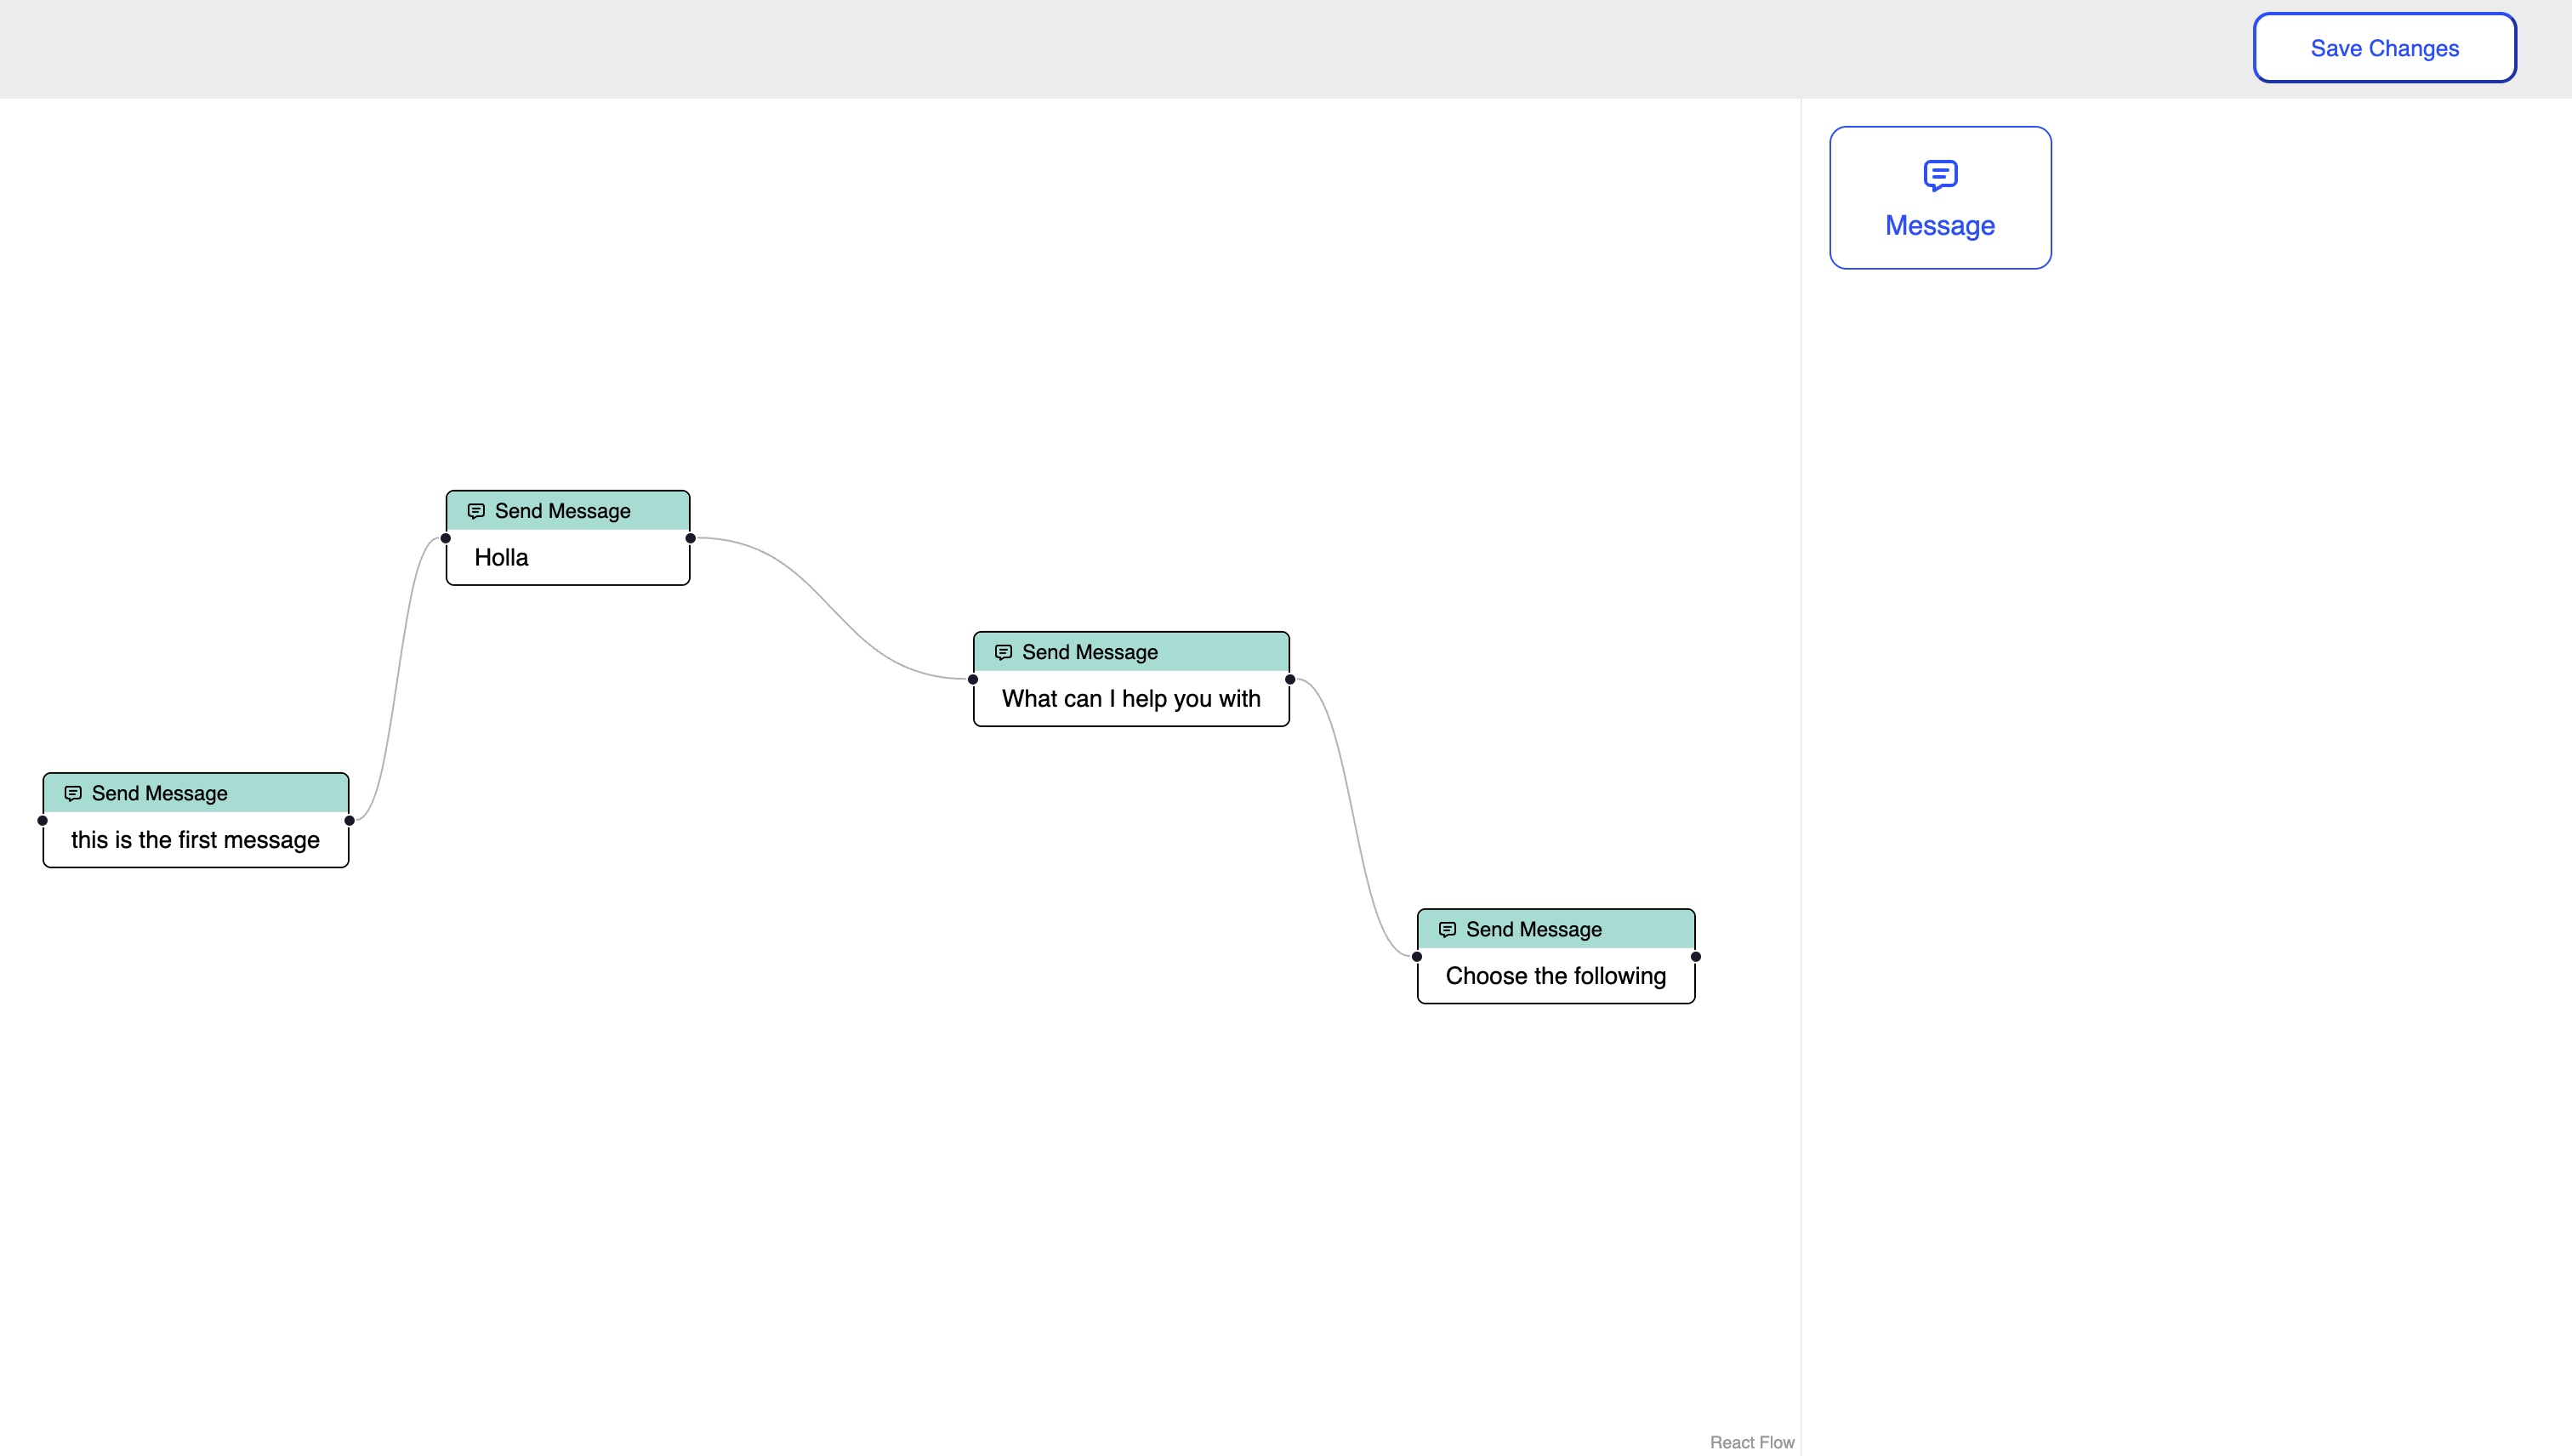 Save Changes
Message
Send Message
Holla
Send Message
What can I help you with
Send Message
this is the first message
Send Message
Choose the following
React Flow